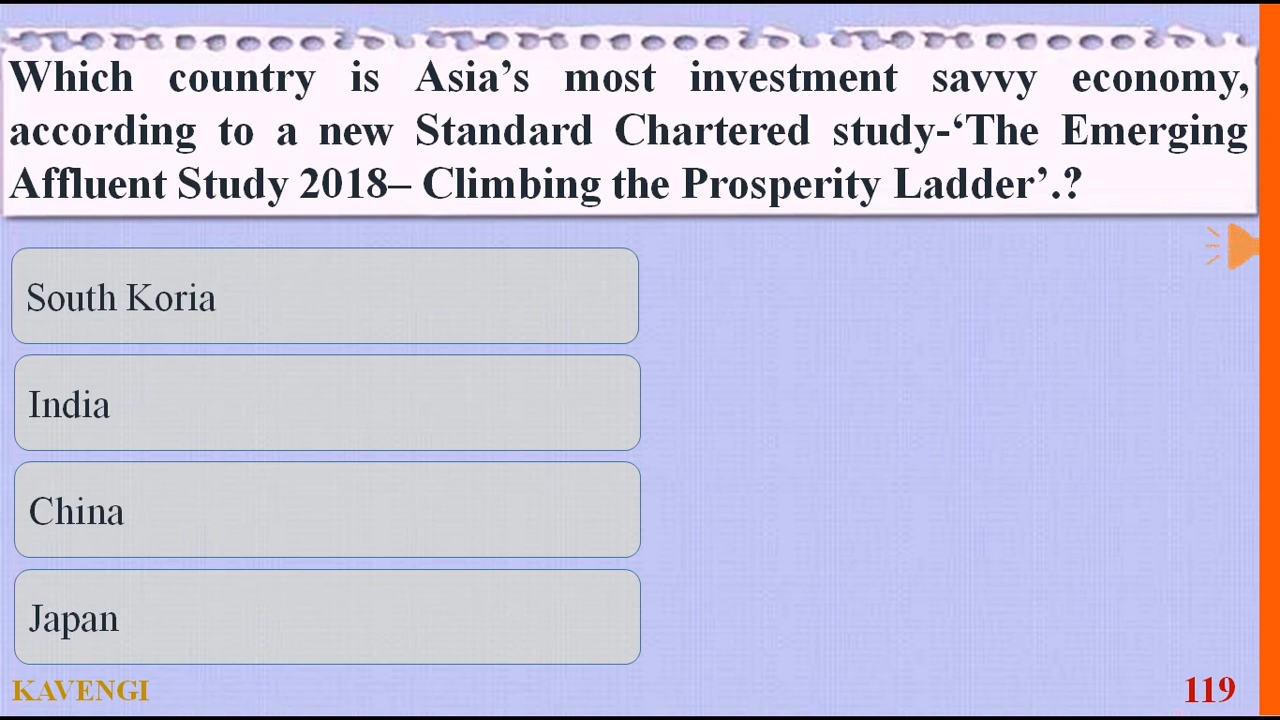 Which country is Asia’s most investment savvy economy,
according to a new Standard Chartered study-‘The Emerging
Affluent Study 2018– Climbing the Prosperity Ladder’.?
South Koria
India
China
Japan
KAVENGI
119